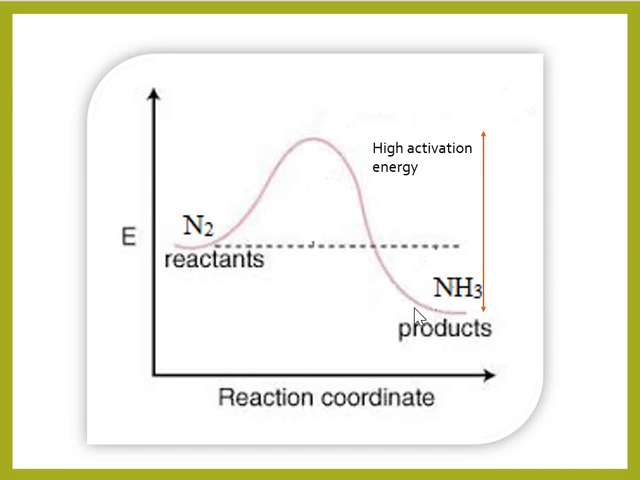 High activation
energy
N₂
E
reactants
NH₃
products
Reaction coordinate